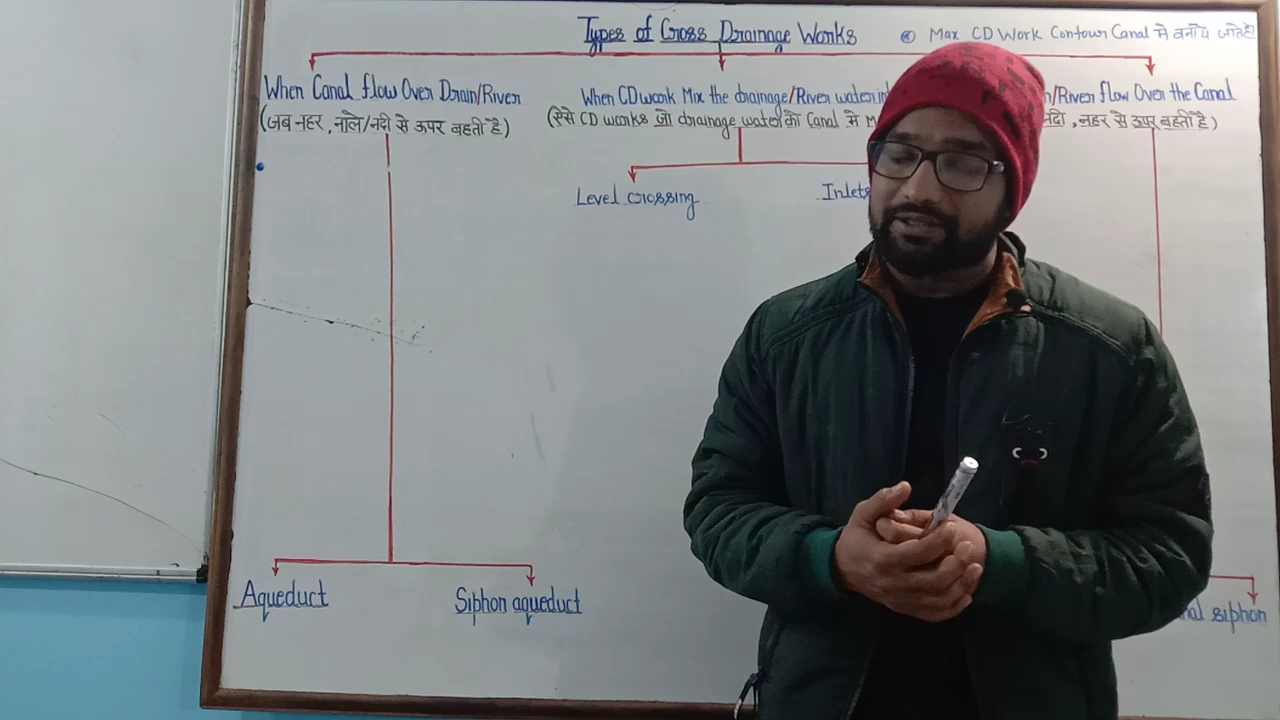 Types of Cross Drainage Works
Max CD Work Contour Canal मे बनाये जाते है
When Canal flow Over Drain/River
(जब नहर, नाले/नदी से ऊपर बहती है)
When CD work Mix the drainage/River water
(ऐसे CD works जो drainage water को Canal मे
/River flow Over the Canal
नहर से ऊपर बहती है)
Level crossing
Inlets
Aqueduct
Siphon aqueduct
siphon